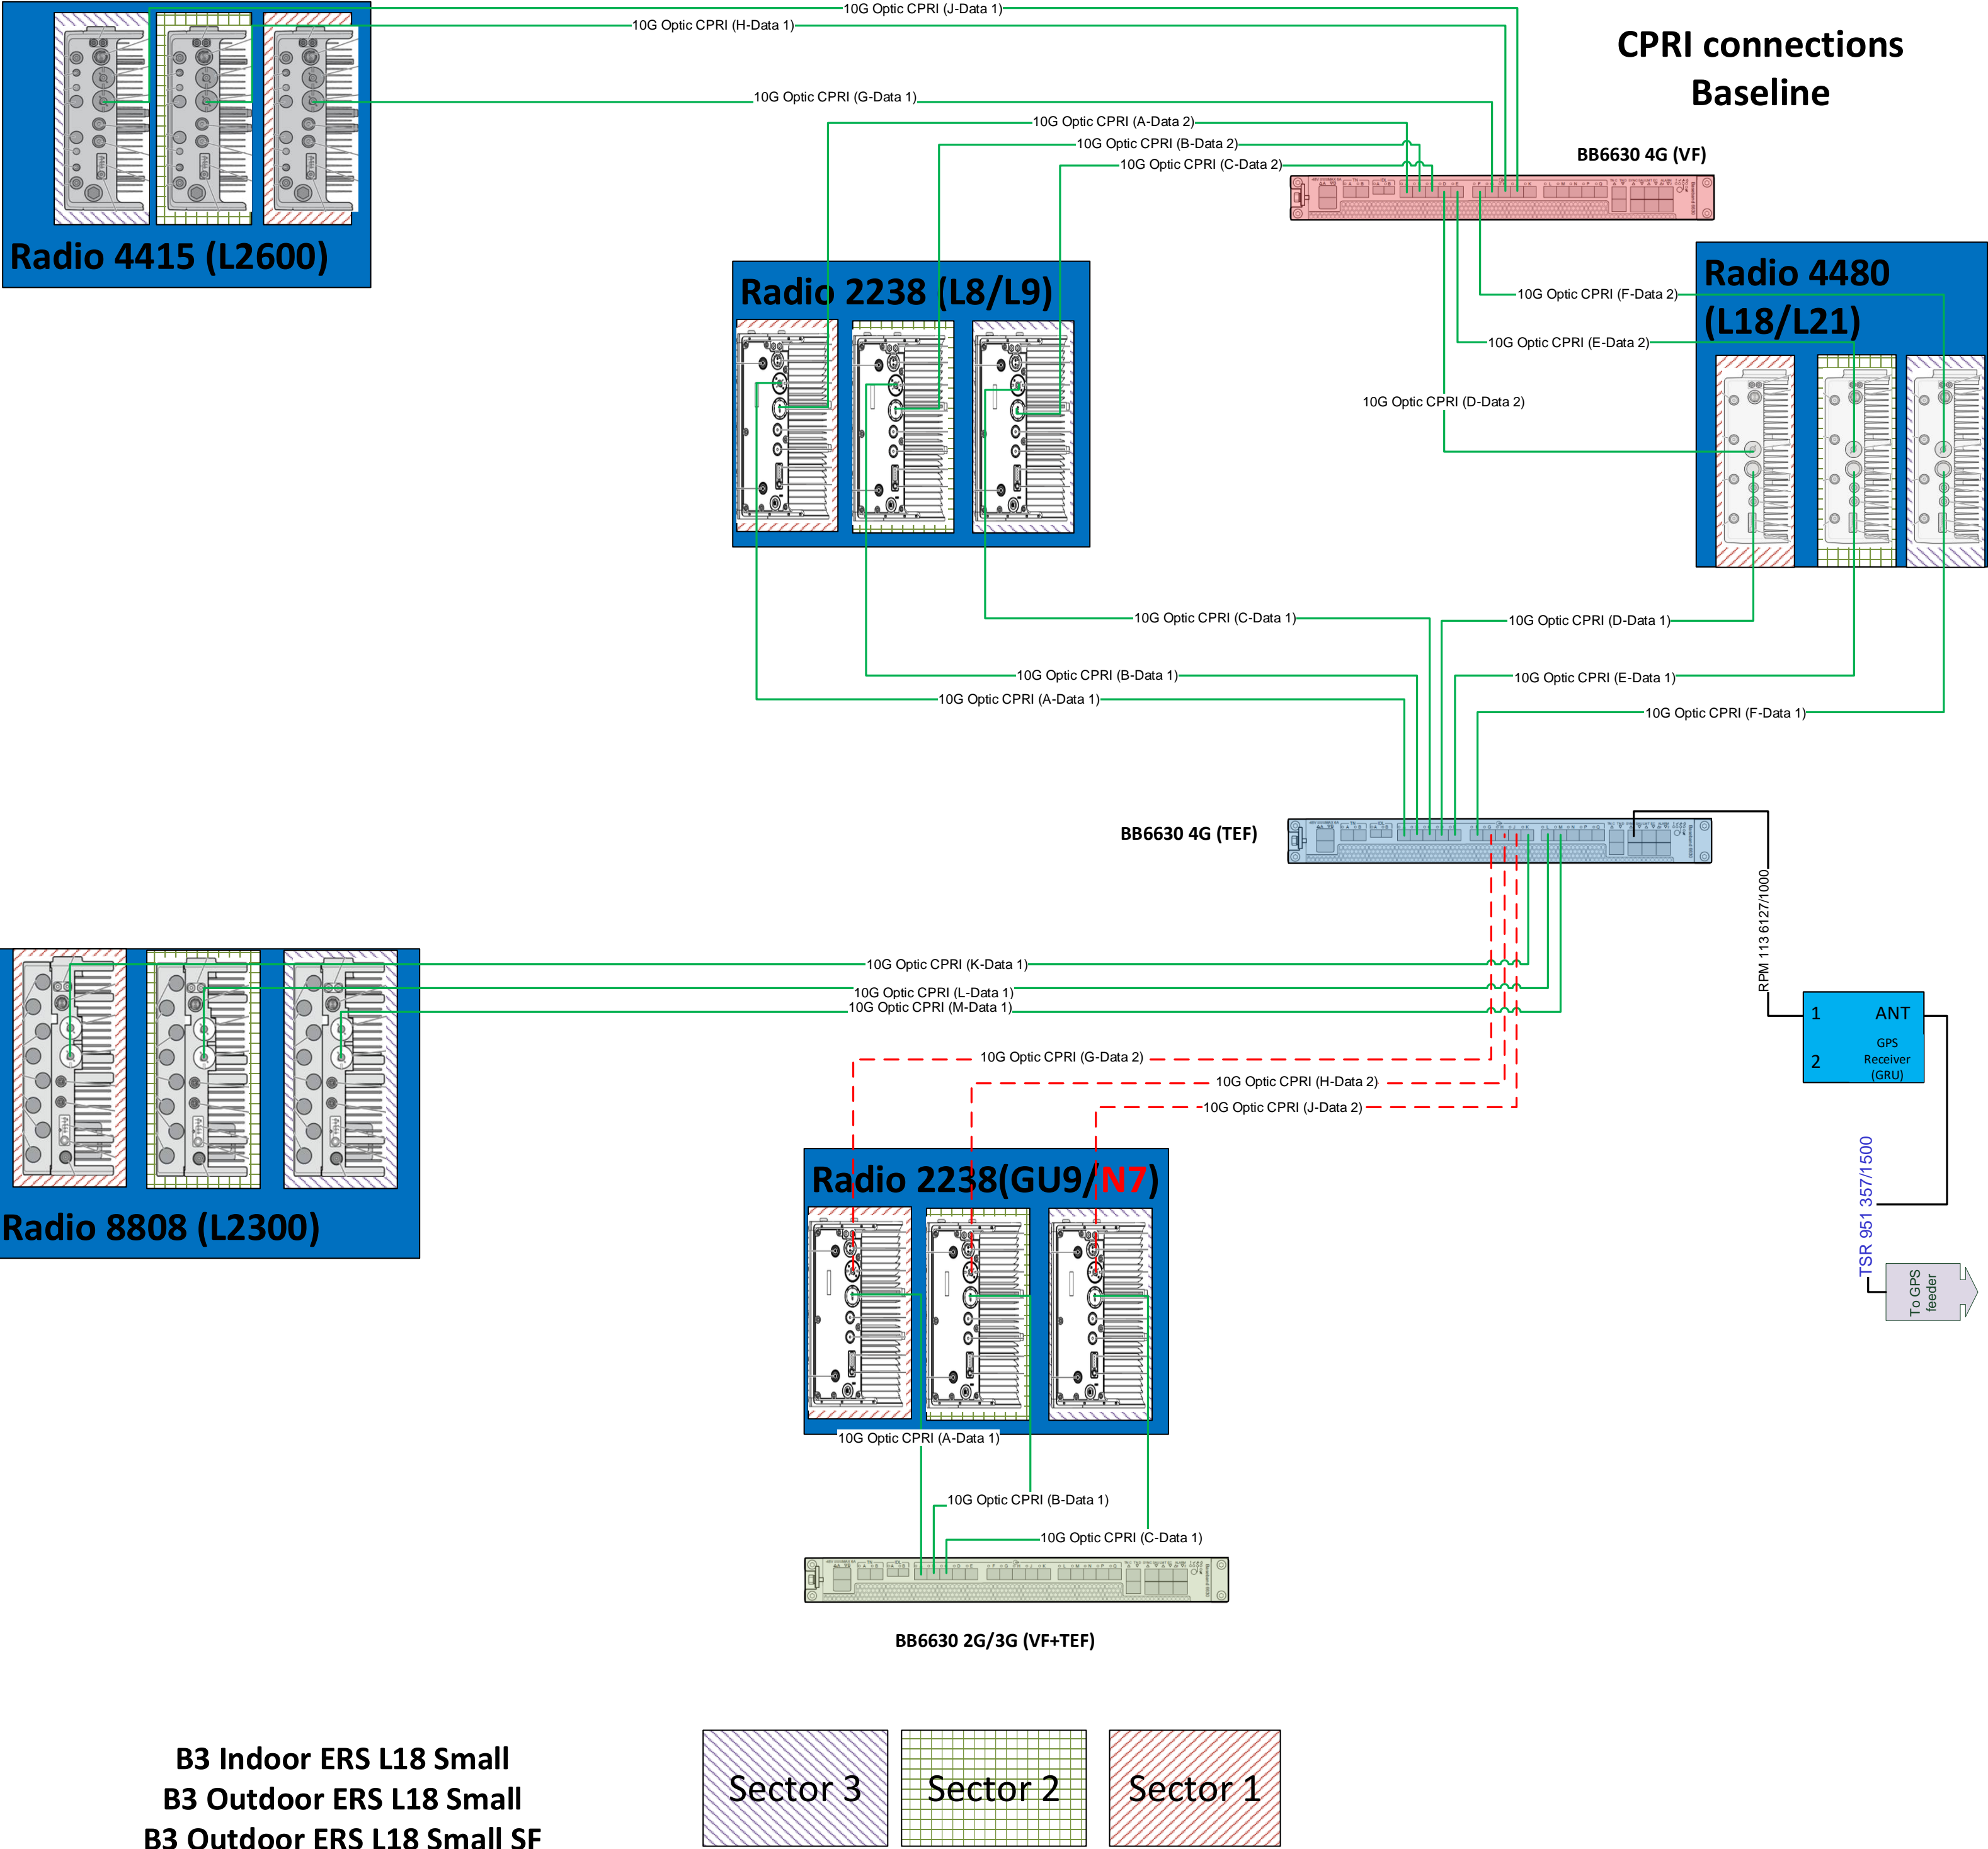 10G Optic CPRI (J-Data 1)
10G Optic CPRI (H-Data 1)
CPRI connections
Baseline
10G Optic CPRI (G-Data 1)
10G Optic CPRI (A-Data 2)
10G Optic CPRI (B-Data 2)
10G Optic CPRI (C-Data 2)
BB6630 4G (VF)
Radio 4415 (L2600)
Radio 2238 (L8/L9)
Radio 4480
(L18/L21)
10G Optic CPRI (F-Data 2)
10G Optic CPRI (E-Data 2)
10G Optic CPRI (D-Data 2)
10G Optic CPRI (C-Data 1)
10G Optic CPRI (D-Data 1)
10G Optic CPRI (B-Data 1)
10G Optic CPRI (E-Data 1)
10G Optic CPRI (A-Data 1)
10G Optic CPRI (F-Data 1)
BB6630 4G (TEF)
RPM 113 6127/1000
10G Optic CPRI (K-Data 1)
10G Optic CPRI (L-Data 1)
10G Optic CPRI (M-Data 1)
1 ANT
2
GPS
Receiver
(GRU)
10G Optic CPRI (G-Data 2)
10G Optic CPRI (H-Data 2)
10G Optic CPRI (J-Data 2)
TSR 951 357/1500
To GPS
feeder
Radio 8808 (L2300)
Radio 2238(GU9/N7)
10G Optic CPRI (A-Data 1)
10G Optic CPRI (B-Data 1)
10G Optic CPRI (C-Data 1)
BB6630 2G/3G (VF+TEF)
B3 Indoor ERS L18 Small
B3 Outdoor ERS L18 Small
B3 Outdoor ERS L18 Small SF
Sector 3
Sector 2
Sector 1